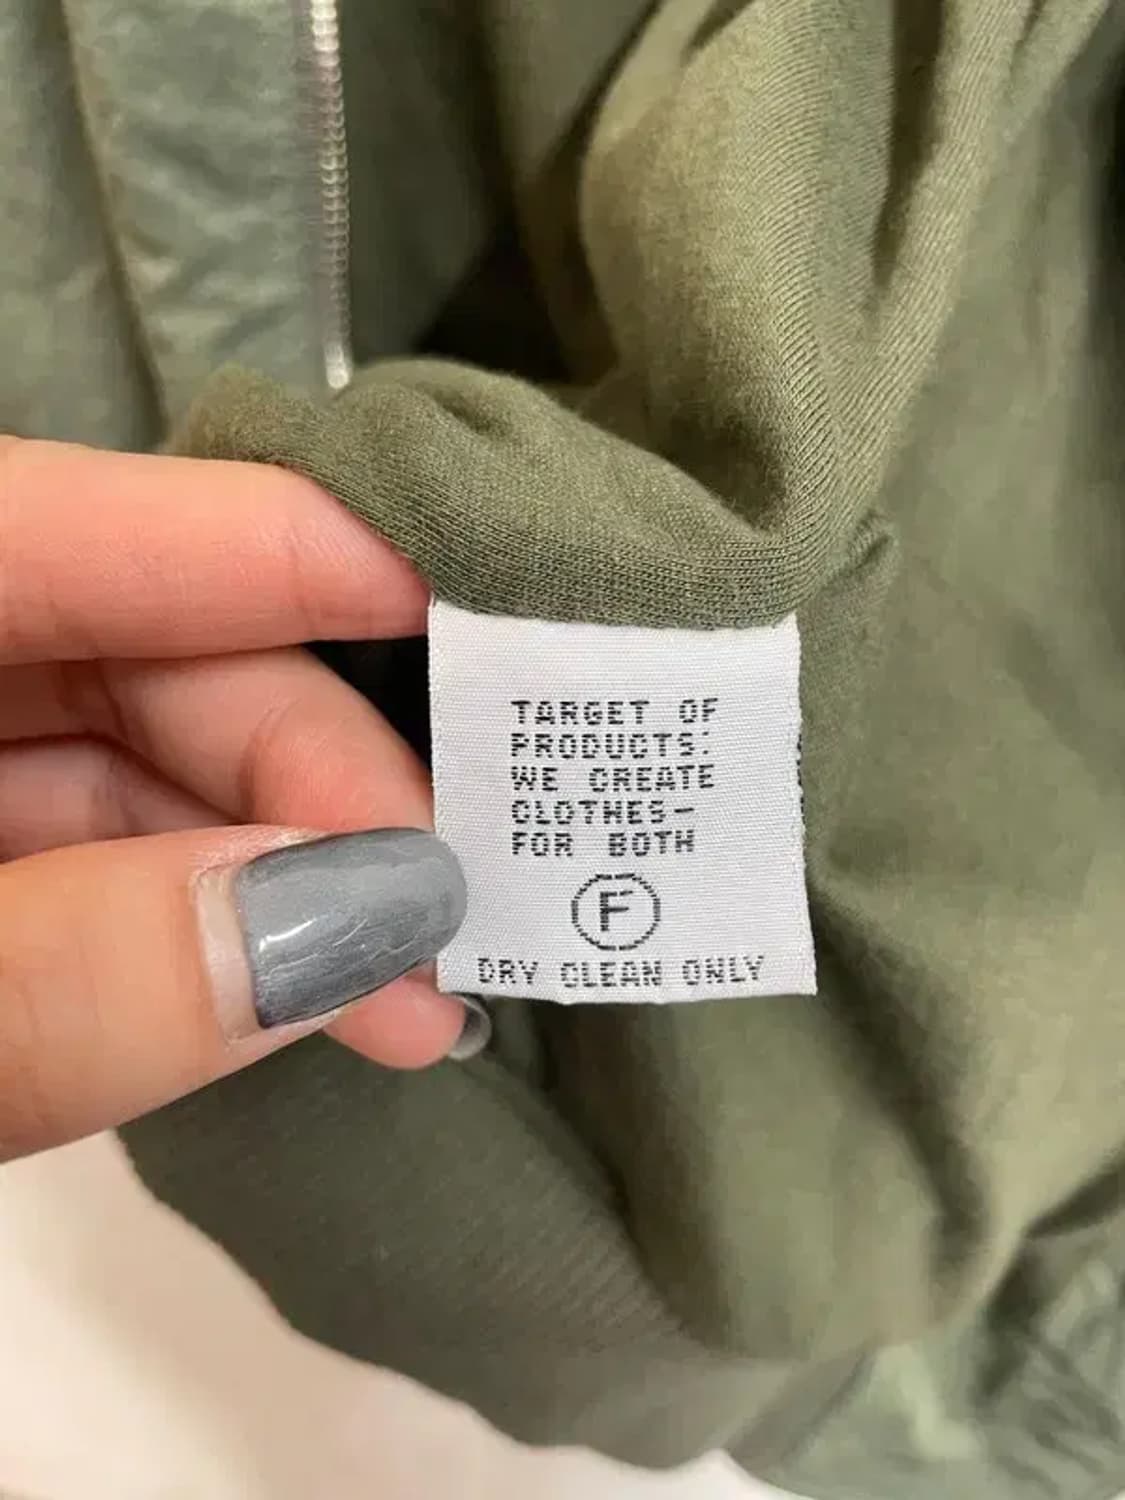 TARGET OF
PRODUCTS:
WE CREATE
CLOTHES-
FOR BOTH
F
DRY CLEAN ONLY